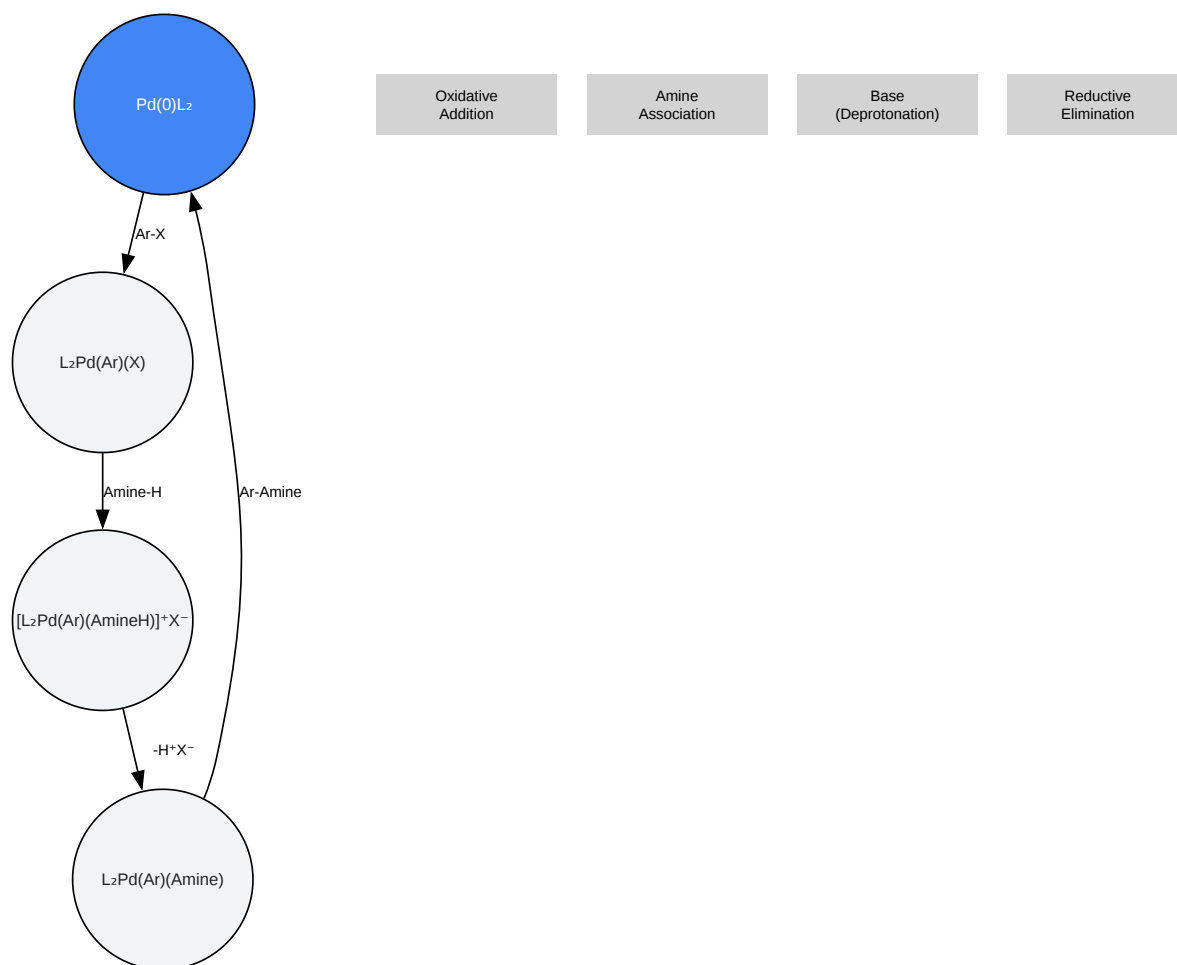 Pd(0)L₂
Oxidative
Addition
Amine
Association
Base
(Deprotonation)
Reductive
Elimination
Ar-X
L₂Pd(Ar)(X)
Amine-H
Ar-Amine
[L₂Pd(Ar)(AmineH)]⁺X⁻
-H⁺X⁻
L₂Pd(Ar)(Amine)